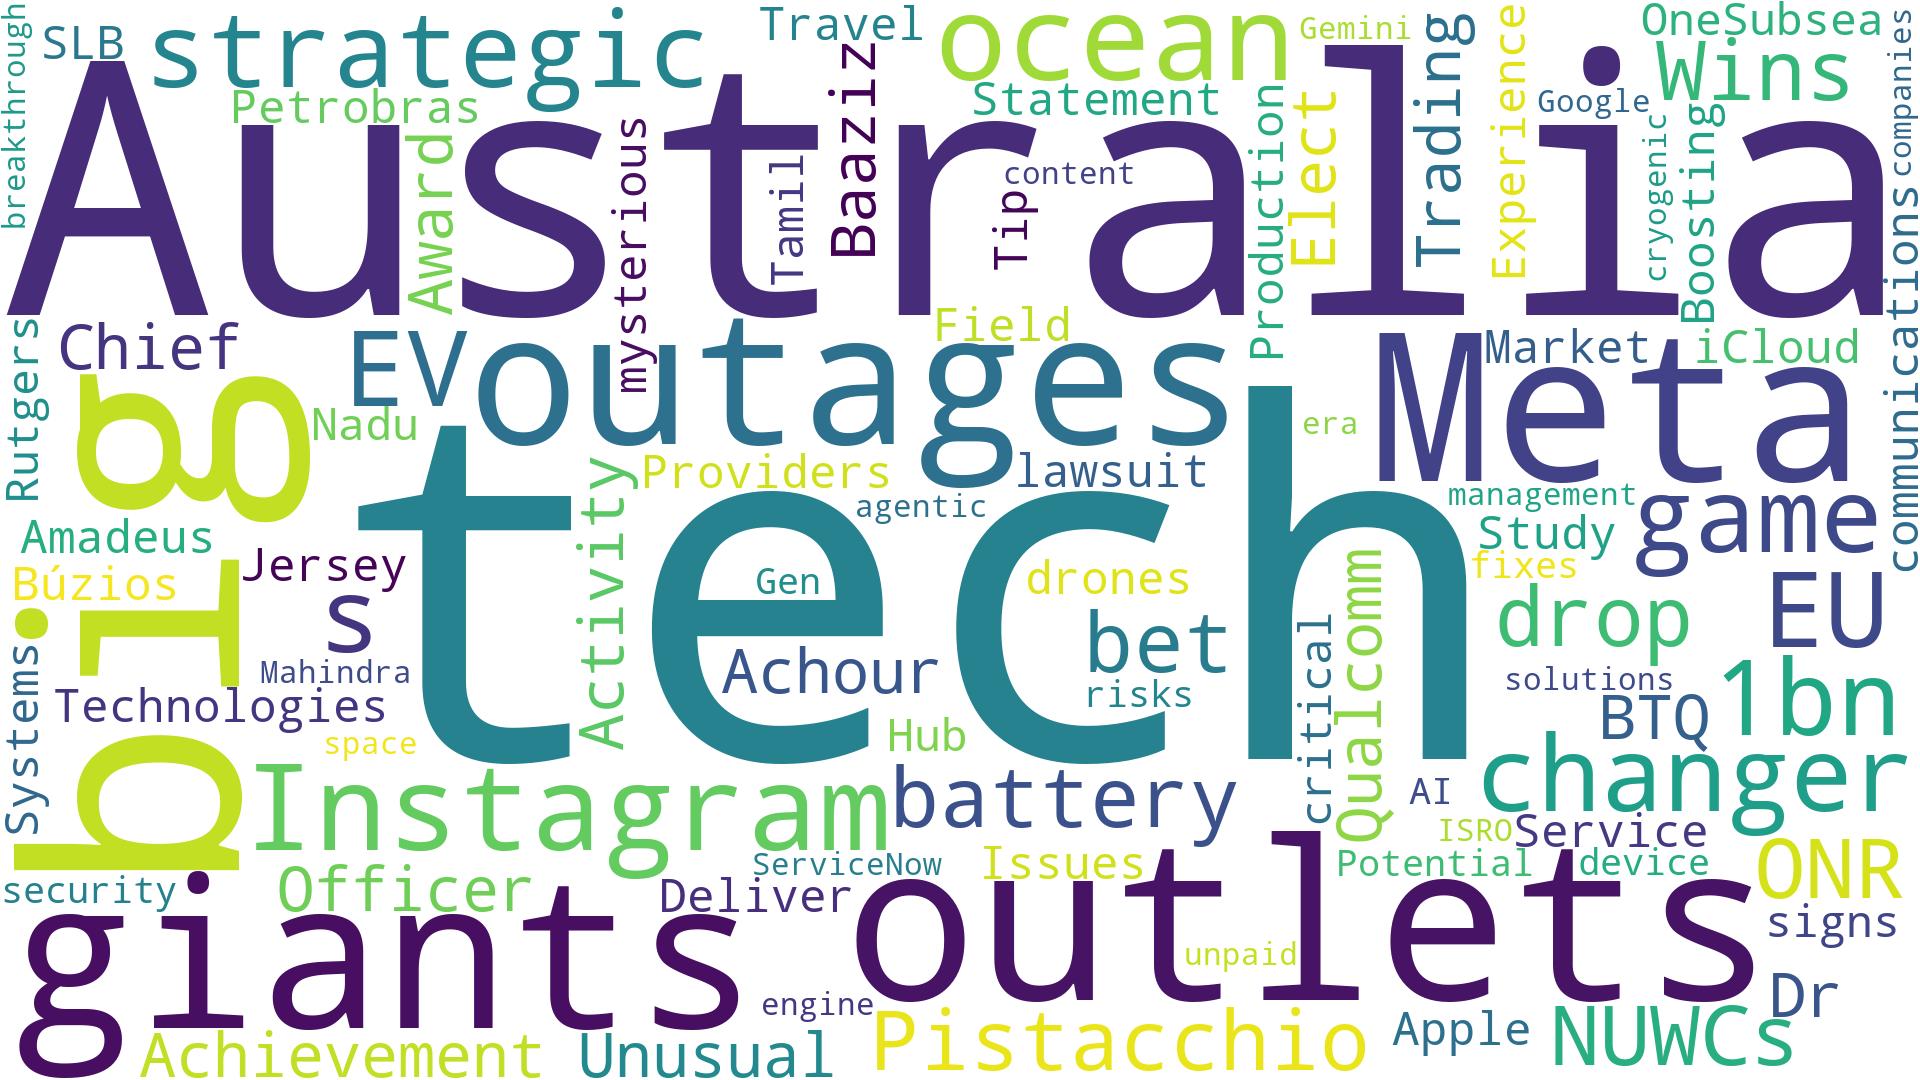 breakthrough
SLB
strategic
Travel
ocean
Gemini
Trading
Experience
OneSubsea
Wins
companies
Petrobras
Australia
Award
mysterious
Tamil
Baaziz
Statement
content
Tip
Production
Elect
Google
cryogenic
Boosting
communications
Rutgers
Chief
EV
outages
Field
Market
iCloud
Meta
big
Nadu
tech
era
Providers
lawsuit
agentic
management
game
Amadeus
Jersey
Activity
Study
Búzios
s
Gen
drones
fixes
EU
drop
Qualcomm
critical
bet
Achour
risks
Mahindra
Technologies
solutions
1bn
BTQ
Systems
space
Hub
changer
Instagram
battery
AI
ISRO
Service
security
Officer
ServiceNow
Deliver
Issues
Potential
device
ONR
giants
outlets
signs
unpaid
engine
Dr
Achievement
Unusual
Pistacchio
Apple
NUWCs